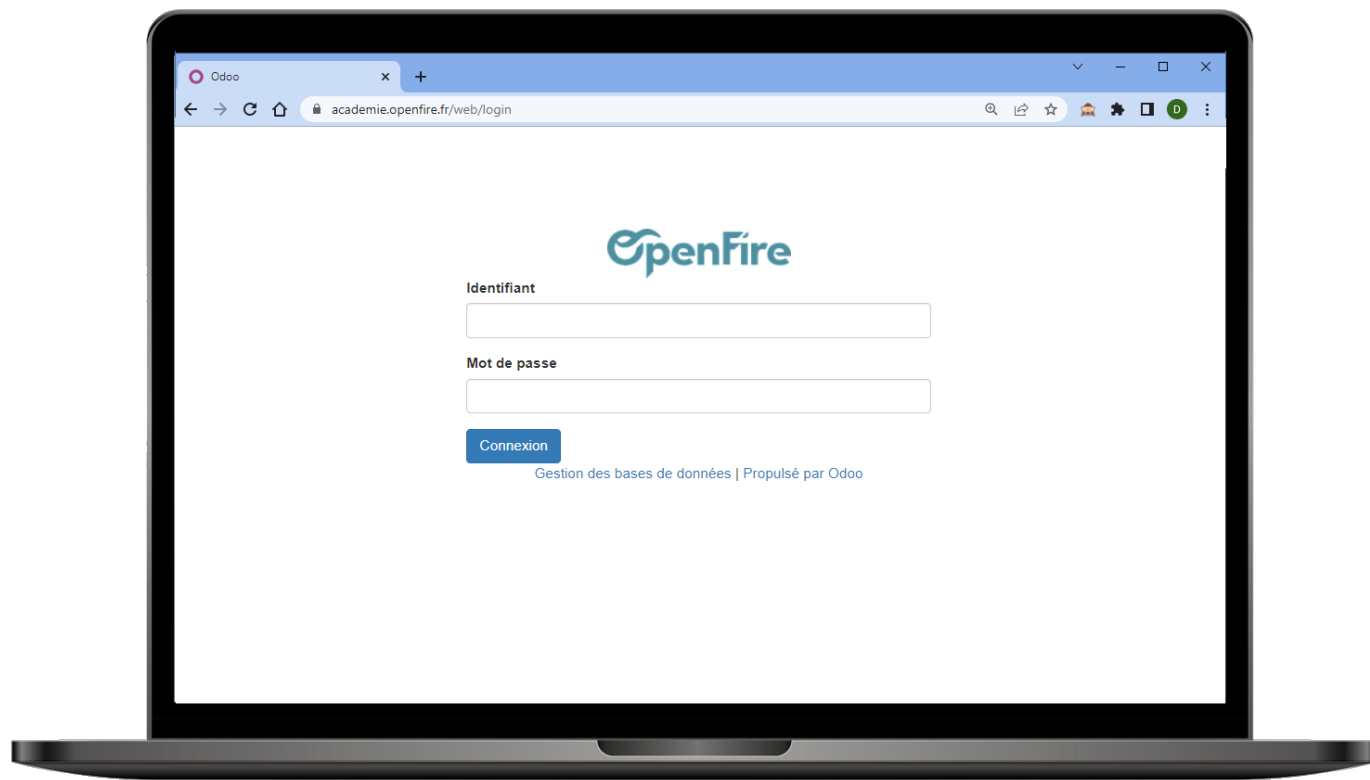 Odoo
academie.openfire.fr/web/login
D
OpenFire
Identifiant
Mot de passe
Connexion
Gestion des bases de données | Propulsé par Odoo